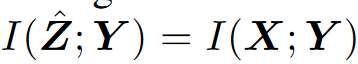 I(Ẑ; Y) = I(X; Y)